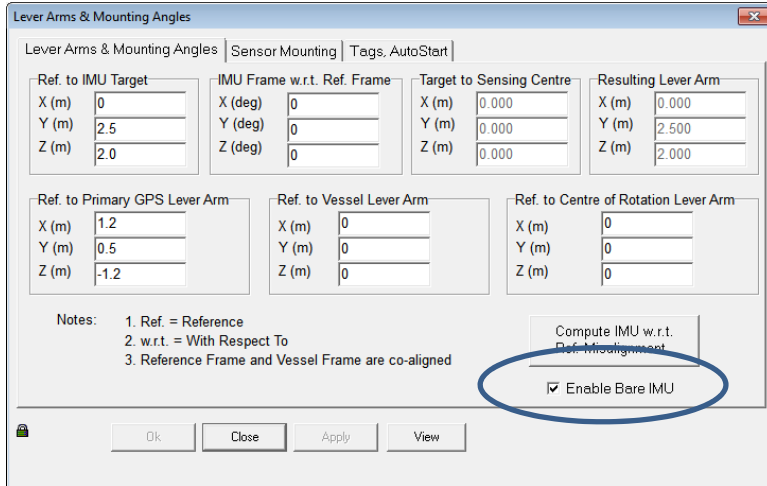 Lever Arms & Mounting Angles
Lever Arms & Mounting Angles Sensor Mounting Tags, AutoStart
Ref. to IMU Target IMU Frame w.r.t. Ref. Frame Target to Sensing Centre Resulting Lever Arm
X (m) 0 X (deg) 0 X (m) 0.000 X (m) 0.000
Y (m) 2.5 Y (deg) 0 Y (m) 0.000 Y (m) 2.500
Z (m) 2.0 Z (deg) 0 Z (m) 0.000 Z (m) 2.000
Ref. to Primary GPS Lever Arm Ref. to Vessel Lever Arm Ref. to Centre of Rotation Lever Arm
X (m) 1.2 X (m) 0 X (m) 0
Y (m) 0.5 Y (m) 0 Y (m) 0
Z (m) -1.2 Z (m) 0 Z (m) 0
Notes: 1. Ref. = Reference
2. w.r.t. = With Respect To
3. Reference Frame and Vessel Frame are co-aligned
Compute IMU w.r.t.
Ref. Misalignment
Enable Bare IMU
Ok Close Apply View